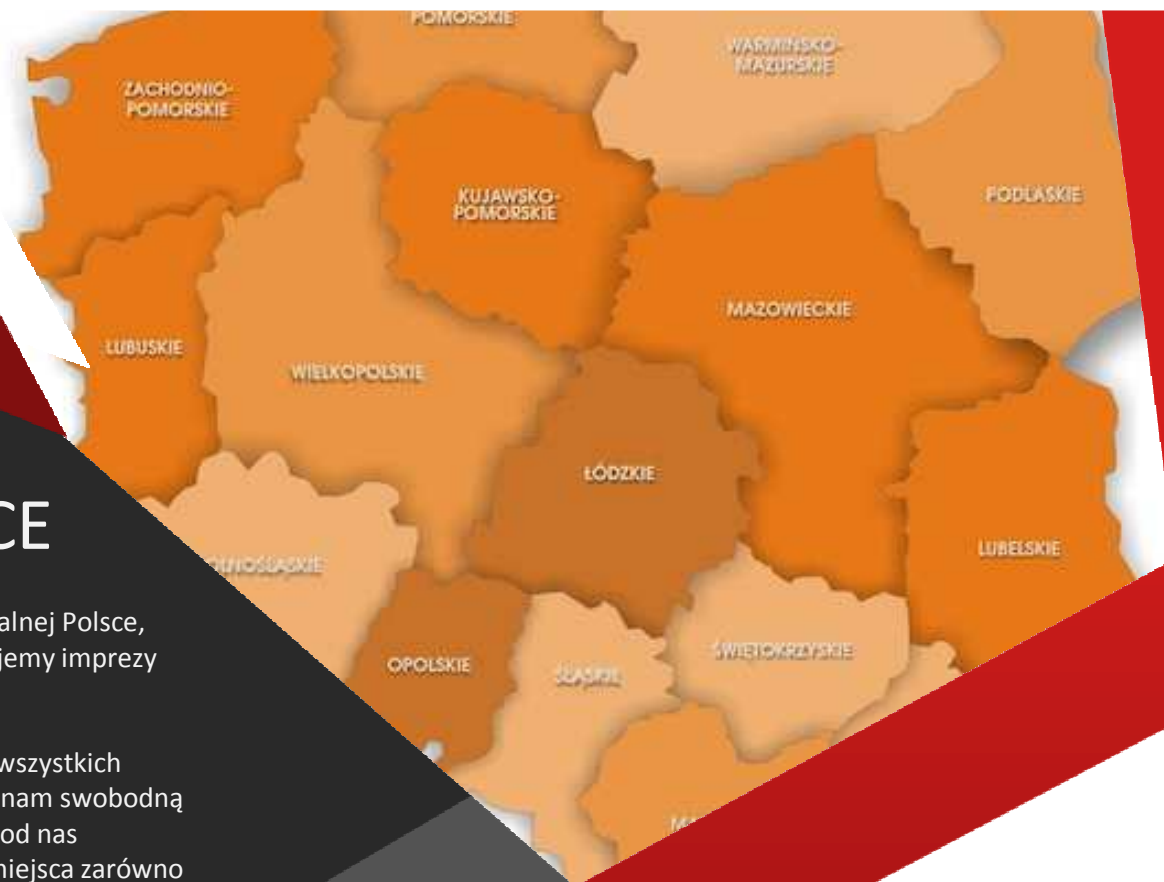 POMORSKIE
WARMIŃSKO-
MAZURSKIE
ZACHODNIO-
POMORSKIE
KUJAWSKO-
POMORSKIE
PODLASKIE
MAZOWIECKIE
LUBUSKIE
WIELKOPOLSKIE
ŁÓDZKIE
LUBELSKIE
OLNOŚLĄSKIE
OPOLSKIE
ŚLĄSKIE
ŚWIĘTOKRZYSKIE
MA
CE
alnej Polsce,
jemy imprezy
wszystkich
nam swobodną
od nas
miejsca zarówno